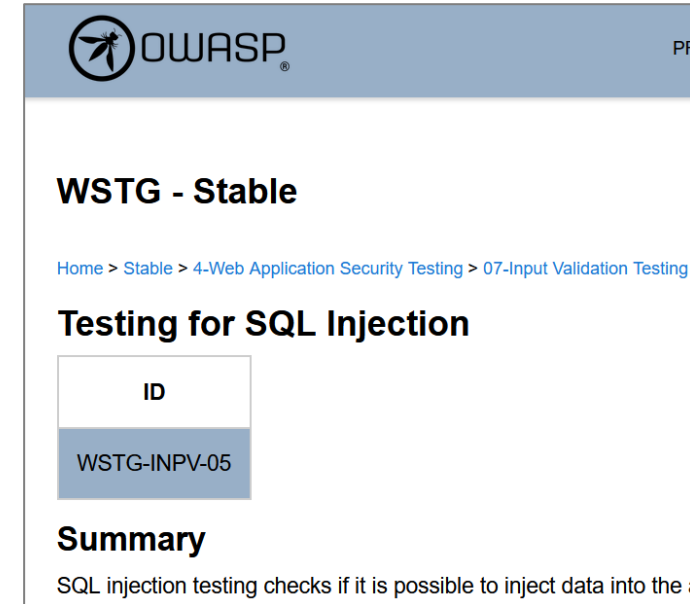 OWASP®
WSTG - Stable
Home > Stable > 4-Web Application Security Testing > 07-Input Validation Testing
Testing for SQL Injection
ID
WSTG-INPV-05
Summary
SQL injection testing checks if it is possible to inject data into the